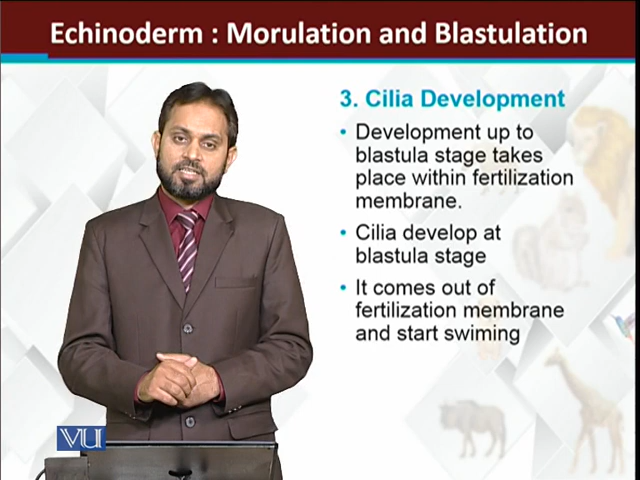 Echinoderm : Morulation and Blastulation
3. Cilia Development
• Development up to
blastula stage takes
place within fertilization
membrane.
• Cilia develop at
blastula stage
• It comes out of
fertilization membrane
and start swiming
VU